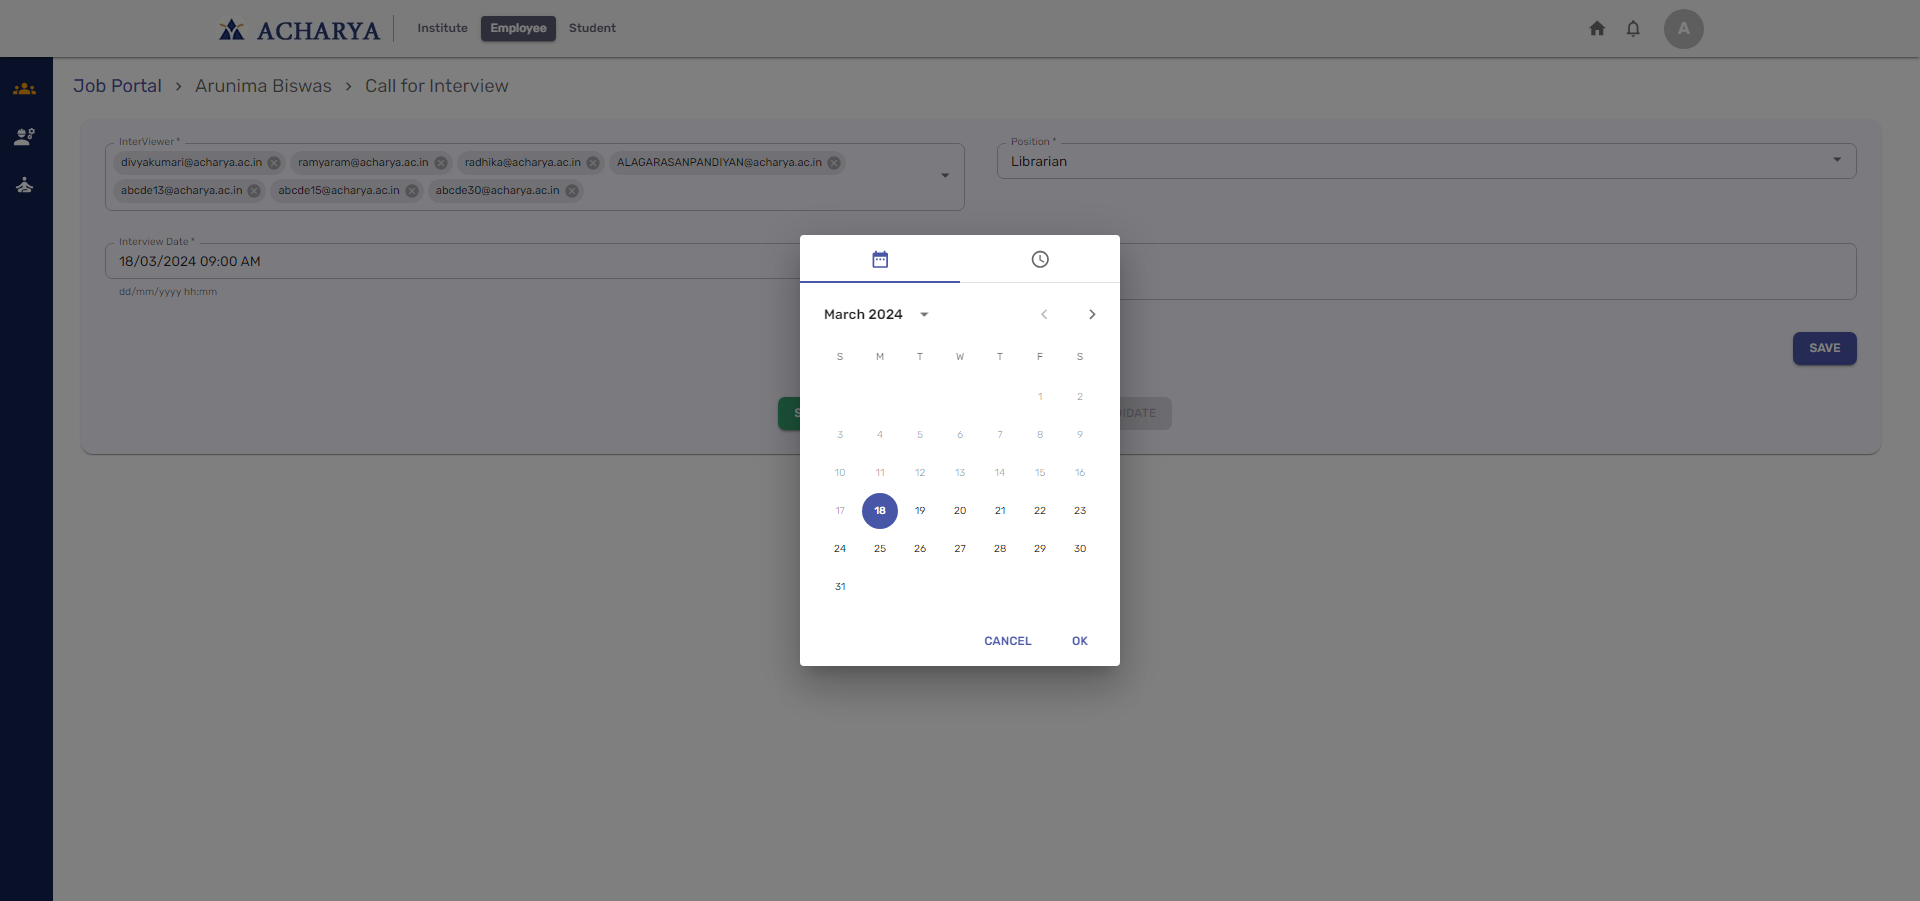 ACHARYA
Institute
Employee
Student
A
Job Portal > Arunima Biswas > Call for Interview
InterViewer *
divyakumari@acharya.ac.in
ramyaram@acharya.ac.in
radhika@acharya.ac.in
ALAGARASANPANDIYAN@acharya.ac.in
abcde13@acharya.ac.in
abcde15@acharya.ac.in
abcde30@acharya.ac.in
Position *
Librarian
Interview Date *
18/03/2024 09:00 AM
dd/mm/yyyy hh:mm
March 2024
S M T W T F S
1 2
3 4 5 6 7 8 9
10 11 12 13 14 15 16
17 18 19 20 21 22 23
24 25 26 27 28 29 30
31
CANCEL OK
SAVE